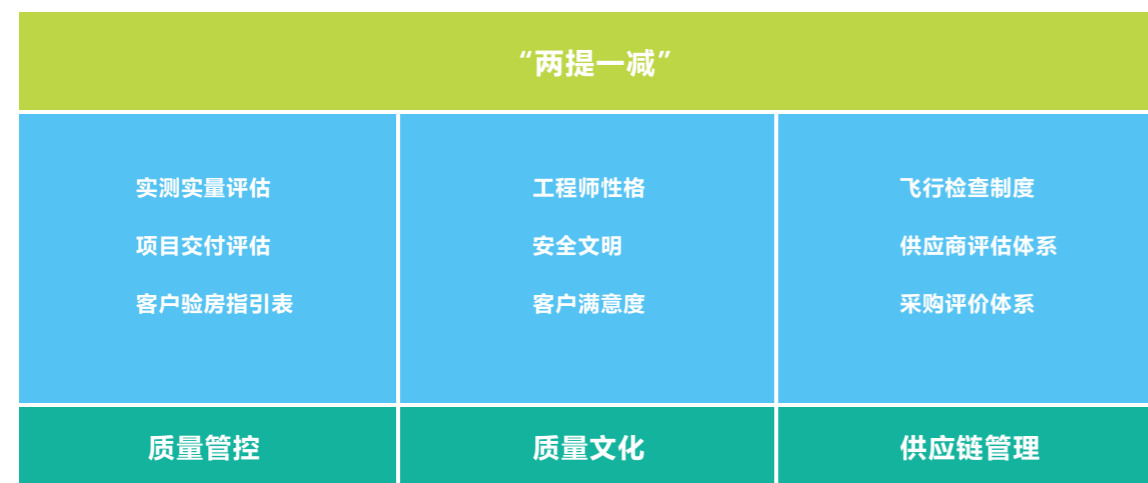 “两提一减”
实测实量评估
项目交付评估
客户验房指引表
工程师性格
安全文明
客户满意度
飞行检查制度
供应商评估体系
采购评价体系
质量管控
质量文化
供应链管理